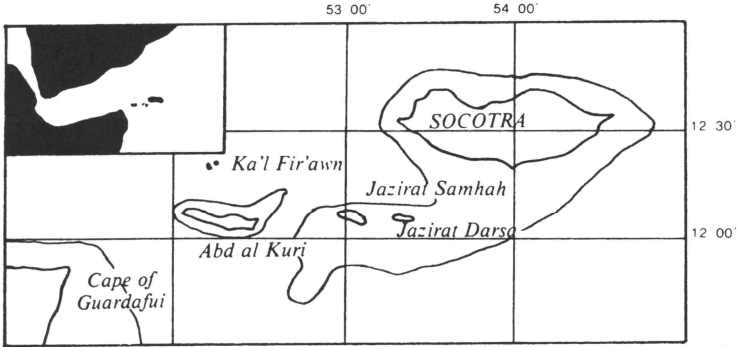 53 00'
54 00'
SOCOTRA
12 30'
Ka'l Fir'awn
Jazirat Samhah
Jazirat Darsa
12 00'
Abd al Kuri
Cape of
Guardafui